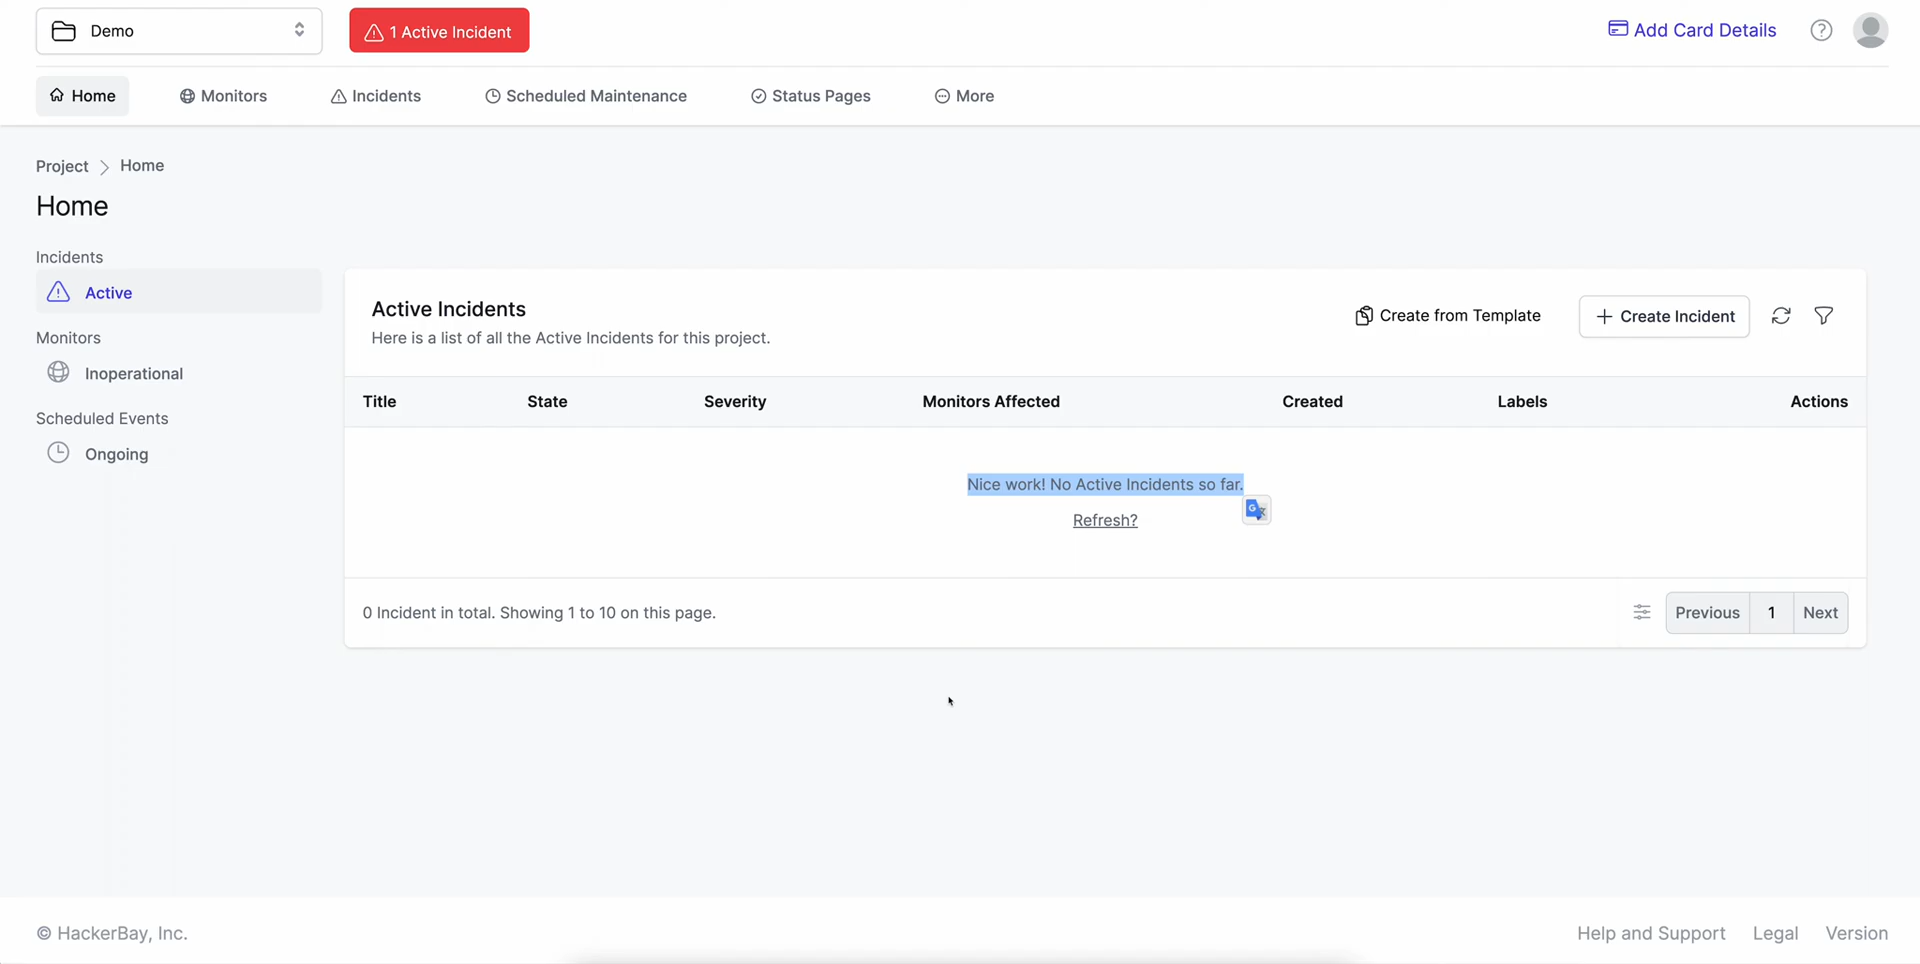 Demo
1 Active Incident
Add Card Details
Home
Monitors
Incidents
Scheduled Maintenance
Status Pages
More
Project
Home
Home
Incidents
Active
Monitors
Inoperational
Scheduled Events
Ongoing
Active Incidents
Here is a list of all the Active Incidents for this project.
Create from Template
Create Incident
Title
State
Severity
Monitors Affected
Created
Labels
Actions
Nice work! No Active Incidents so far.
Refresh?
0 Incident in total. Showing 1 to 10 on this page.
Previous
1
Next
© HackerBay, Inc.
Help and Support
Legal
Version